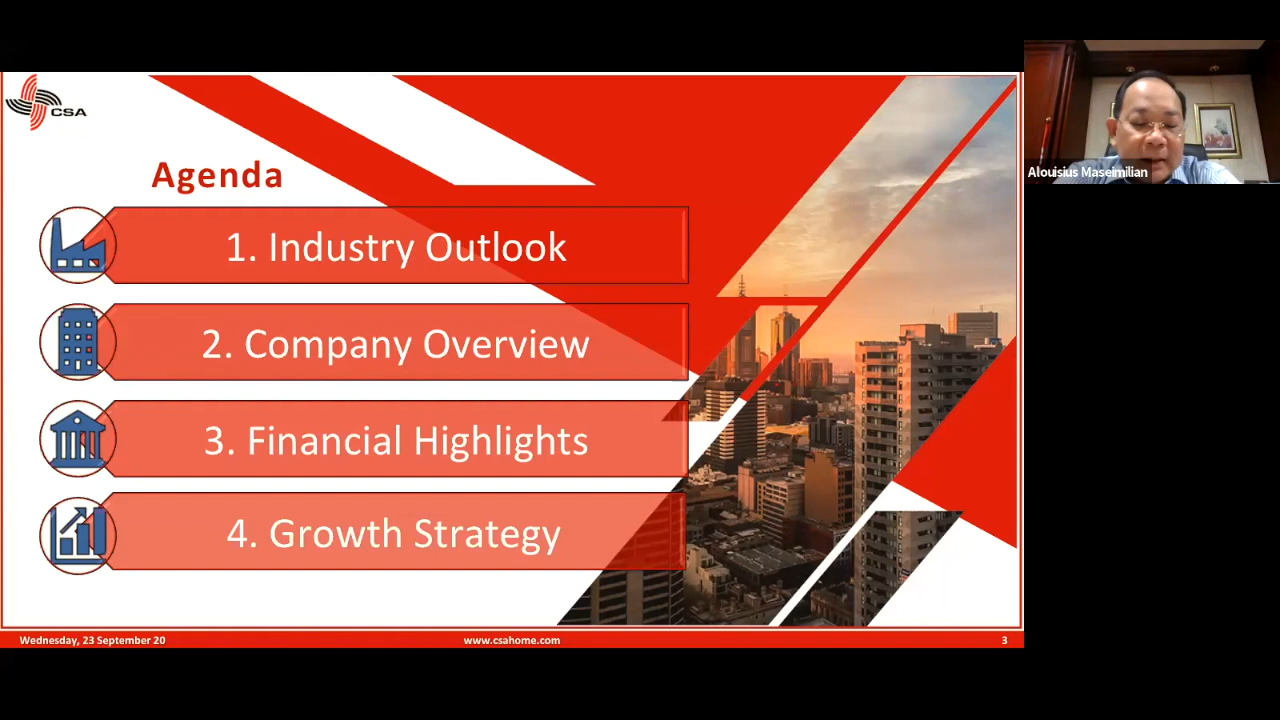 CSA
Agenda
1. Industry Outlook
2. Company Overview
3. Financial Highlights
4. Growth Strategy
Wednesday, 23 September 20
www.csahome.com
3
Alouisius Maseimilian